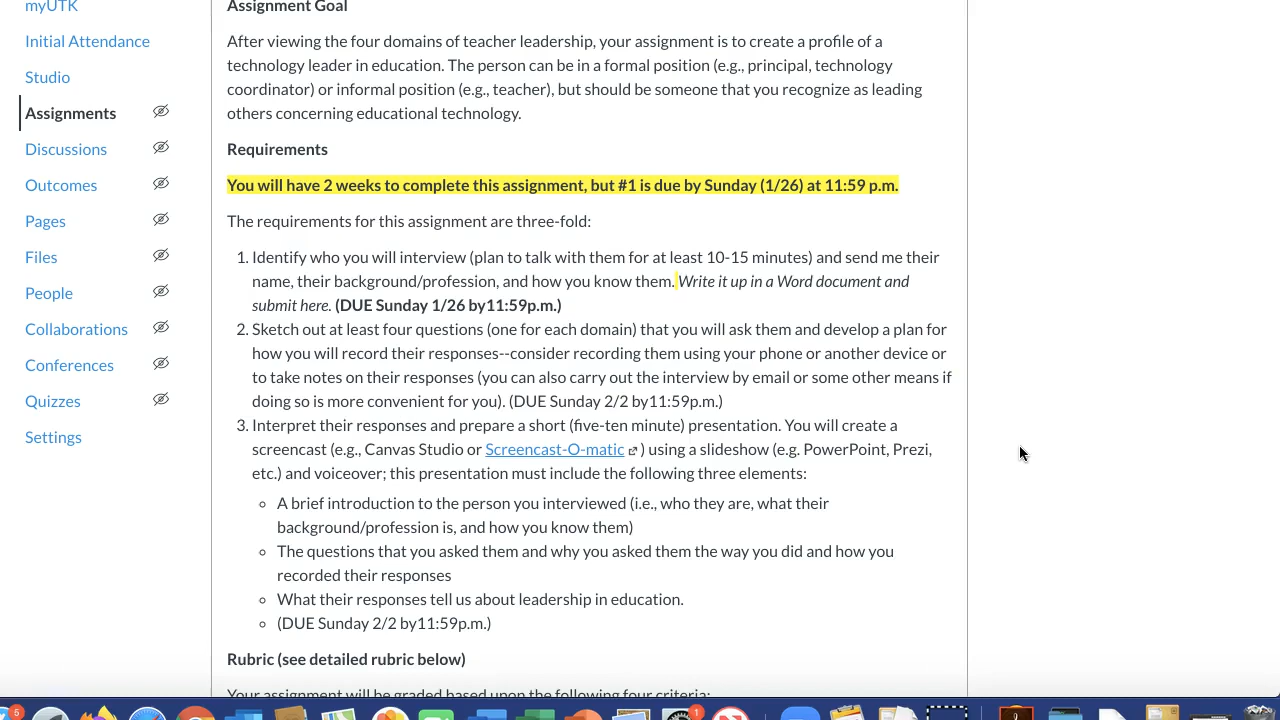 myUTK
Initial Attendance
Studio
Assignments
Discussions
Outcomes
Pages
Files
People
Collaborations
Conferences
Quizzes
Settings
Assignment Goal
After viewing the four domains of teacher leadership, your assignment is to create a profile of a
technology leader in education. The person can be in a formal position (e.g., principal, technology
coordinator) or informal position (e.g., teacher), but should be someone that you recognize as leading
others concerning educational technology.
Requirements
You will have 2 weeks to complete this assignment, but #1 is due by Sunday (1/26) at 11:59 p.m.
The requirements for this assignment are three-fold:
1. Identify who you will interview (plan to talk with them for at least 10-15 minutes) and send me their
name, their background/profession, and how you know them. Write it up in a Word document and
submit here. (DUE Sunday 1/26 by11:59p.m.)
2. Sketch out at least four questions (one for each domain) that you will ask them and develop a plan for
how you will record their responses--consider recording them using your phone or another device or
to take notes on their responses (you can also carry out the interview by email or some other means if
doing so is more convenient for you). (DUE Sunday 2/2 by11:59p.m.)
3. Interpret their responses and prepare a short (five-ten minute) presentation. You will create a
screencast (e.g., Canvas Studio or Screencast-O-matic ) using a slideshow (e.g. PowerPoint, Prezi,
etc.) and voiceover; this presentation must include the following three elements:
A brief introduction to the person you interviewed (i.e., who they are, what their
background/profession is, and how you know them)
The questions that you asked them and why you asked them the way you did and how you
recorded their responses
What their responses tell us about leadership in education.
(DUE Sunday 2/2 by11:59p.m.)
Rubric (see detailed rubric below)
Your assignment will be graded based upon the following four criteria:
5
1